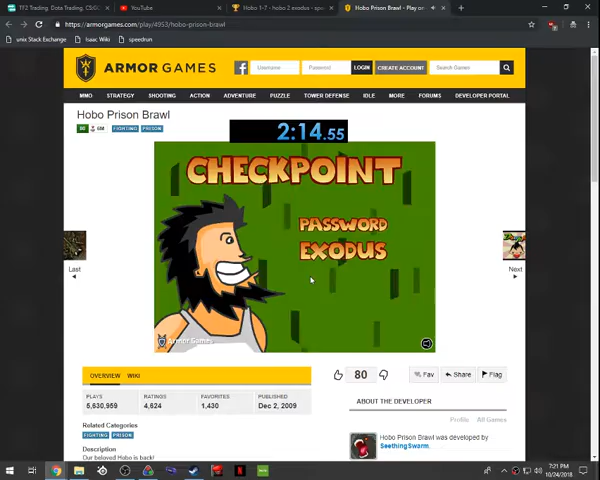 TF2 Trading, Dota Trading, CS:GO
YouTube
Hobo 1-7 - hobo 2 exodus - spe
Hobo Prison Brawl - Play on
https://armorgames.com/play/4953/hobo-prison-brawl
unix Stack Exchange
Isaac Wiki
speedrun
ARMOR GAMES
Username
Password
LOGIN
CREATE ACCOUNT
Search Games
MMO STRATEGY SHOOTING ACTION ADVENTURE PUZZLE TOWER DEFENSE IDLE MORE FORUMS DEVELOPER PORTAL
Hobo Prison Brawl
80
FIGHTING
PRISON
2:14.55
CHECKPOINT
PASSWORD
EXODUS
Armor Games
Last
Next
OVERVIEW WIKI
80
Fav
Share
Flag
PLAYS
5,630,959
RATINGS
4,624
FAVORITES
1,430
PUBLISHED
Dec 2, 2009
ABOUT THE DEVELOPER
Profile All Games
Related Categories
FIGHTING
PRISON
Hobo Prison Brawl was developed by
SeethingSwarm.
Description
Our beloved Hobo is back!
7:21 PM
10/24/2018